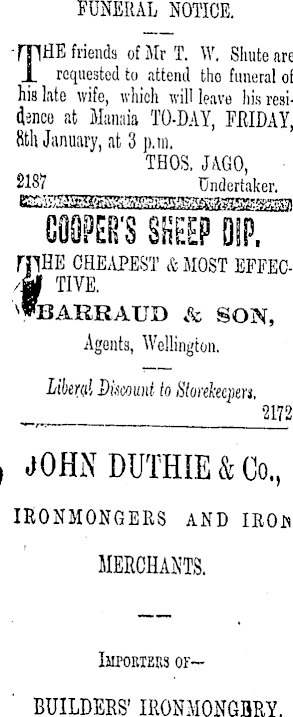 FUNERAL NOTICE.
THE friends of Mr T. W. Shute are
requested to attend the funeral of
his late wife, which will leave his resi-
dence at Manaia TO-DAY, FRIDAY,
8th January, at 3 p.m.
THOS. JAGO,
2187 Undertaker.
COOPER'S SHEEP DIP.
THE CHEAPEST & MOST EFFEC-
TIVE.
BARRAUD & SON,
Agents, Wellington.
Liberal Discount to Storekeepers.
2172
JOHN DUTHIE & Co.,
IRONMONGERS AND IRON
MERCHANTS.
IMPORTERS OF—
BUILDERS' IRONMONGERY.